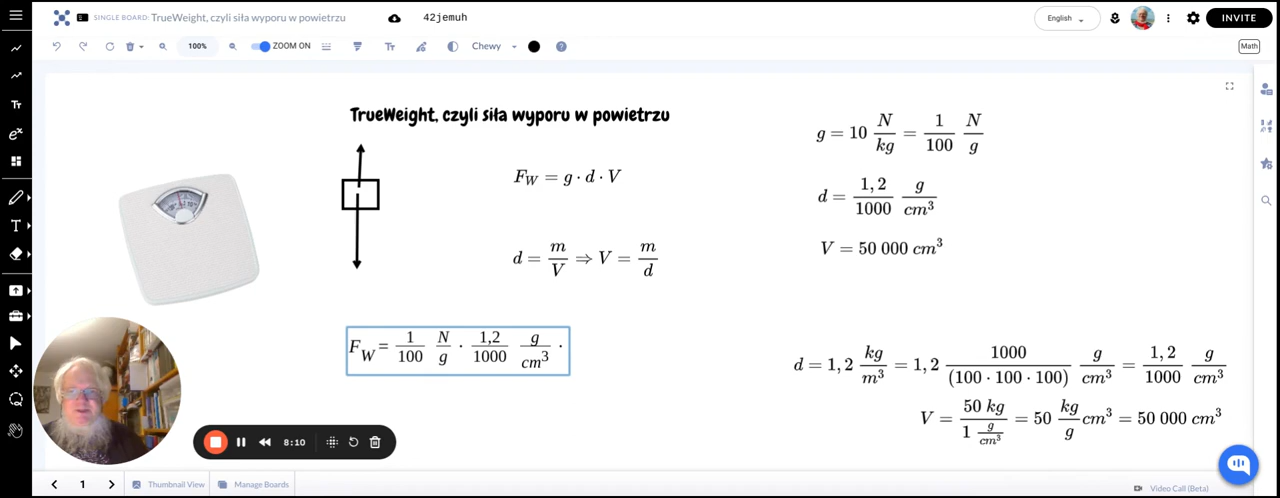 SINGLE BOARD: TrueWeight, czyli siła wyporu w powietrzu
42jemuh
English
INVITE
100%
ZOOM ON
Chewy
Math
TrueWeight, czyli siła wyporu w powietrzu
g = 10 N/kg = 1/100 N/g
F_W = g · d · V
d = 1,2/1000 g/cm³
V = 50 000 cm³
d = m/V ⇒ V = m/d
F_W = 1/100 N/g · 1,2/1000 g/cm³ ·
d = 1,2 kg/m³ = 1,2 1000/(100 · 100 · 100) g/cm³ = 1,2/1000 g/cm³
V = 50 kg/1 g/cm³ = 50 kg/g cm³ = 50 000 cm³
8:10
1
Thumbnail View
Manage Boards
Video Call (Beta)